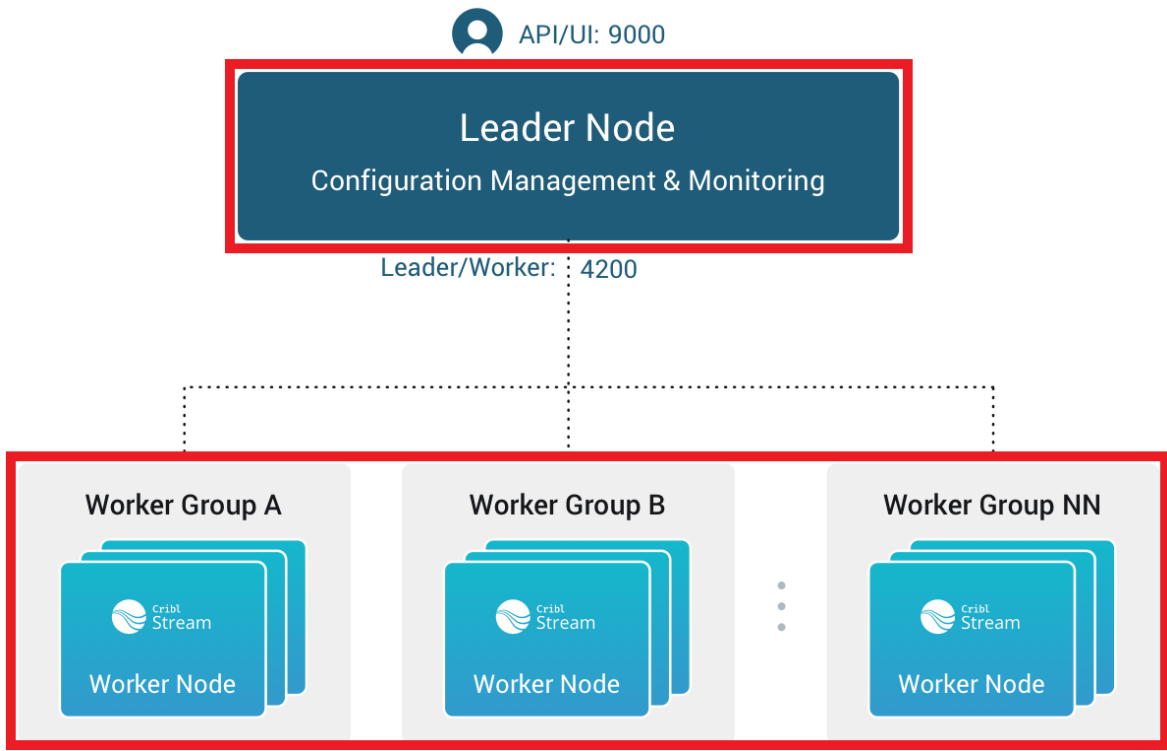 API/UI: 9000
Leader Node
Configuration Management & Monitoring
Leader/Worker: 4200
Worker Group A
Worker Group B
Worker Group NN
Cribl
Stream
Worker Node
Cribl
Stream
Worker Node
Cribl
Stream
Worker Node